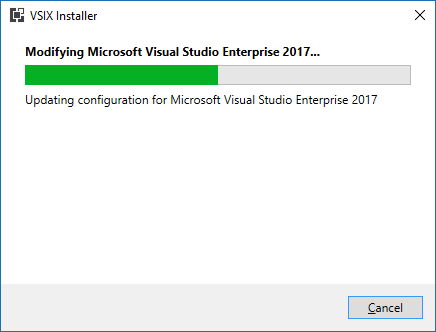 VSIX Installer
Modifying Microsoft Visual Studio Enterprise 2017...
Updating configuration for Microsoft Visual Studio Enterprise 2017
Cancel